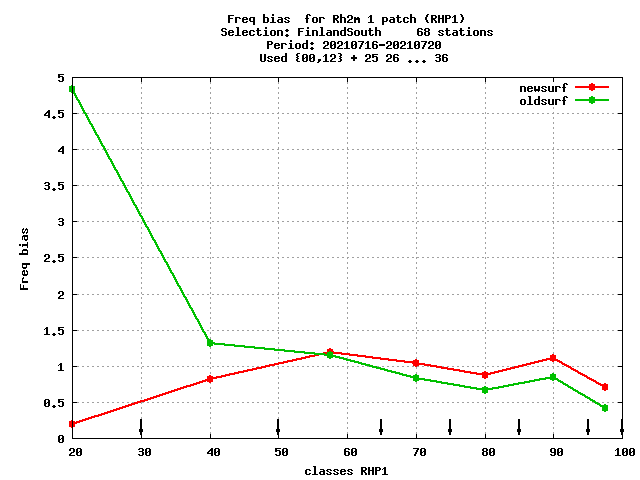 Freq bias  for Rh2m 1 patch (RHP1)
Selection: FinlandSouth     68 stations
Period: 20210716-20210720
Used {00,12} + 25 26 ... 36
newsurf
oldsurf
5
4.5
4
3.5
3
2.5
2
1.5
1
0.5
0
Freq bias
20 30 40 50 60 70 80 90 100
classes RHP1